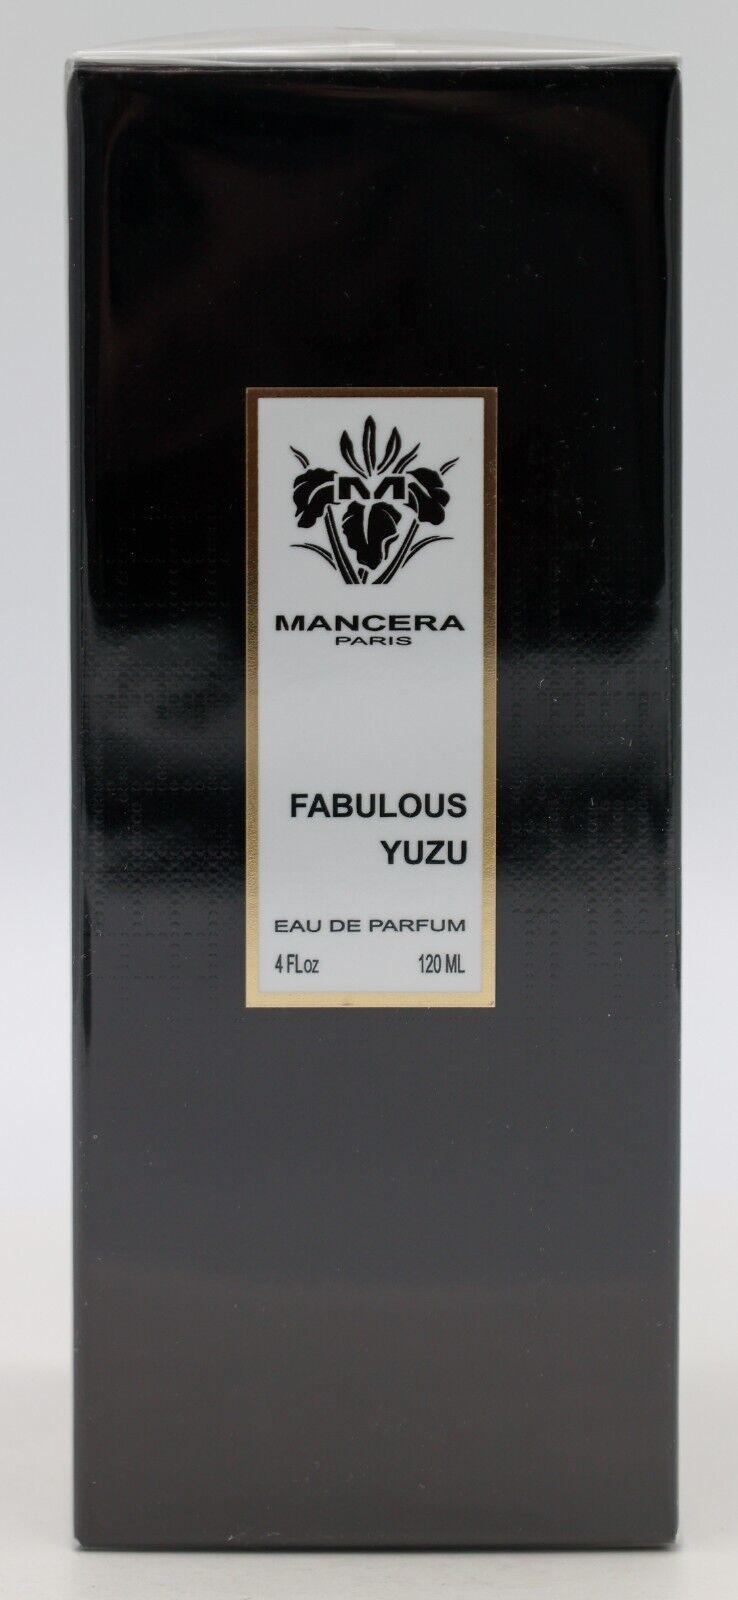 M
MANCERA
PARIS
FABULOUS
YUZU
EAU DE PARFUM
4 FLoz 120 ML